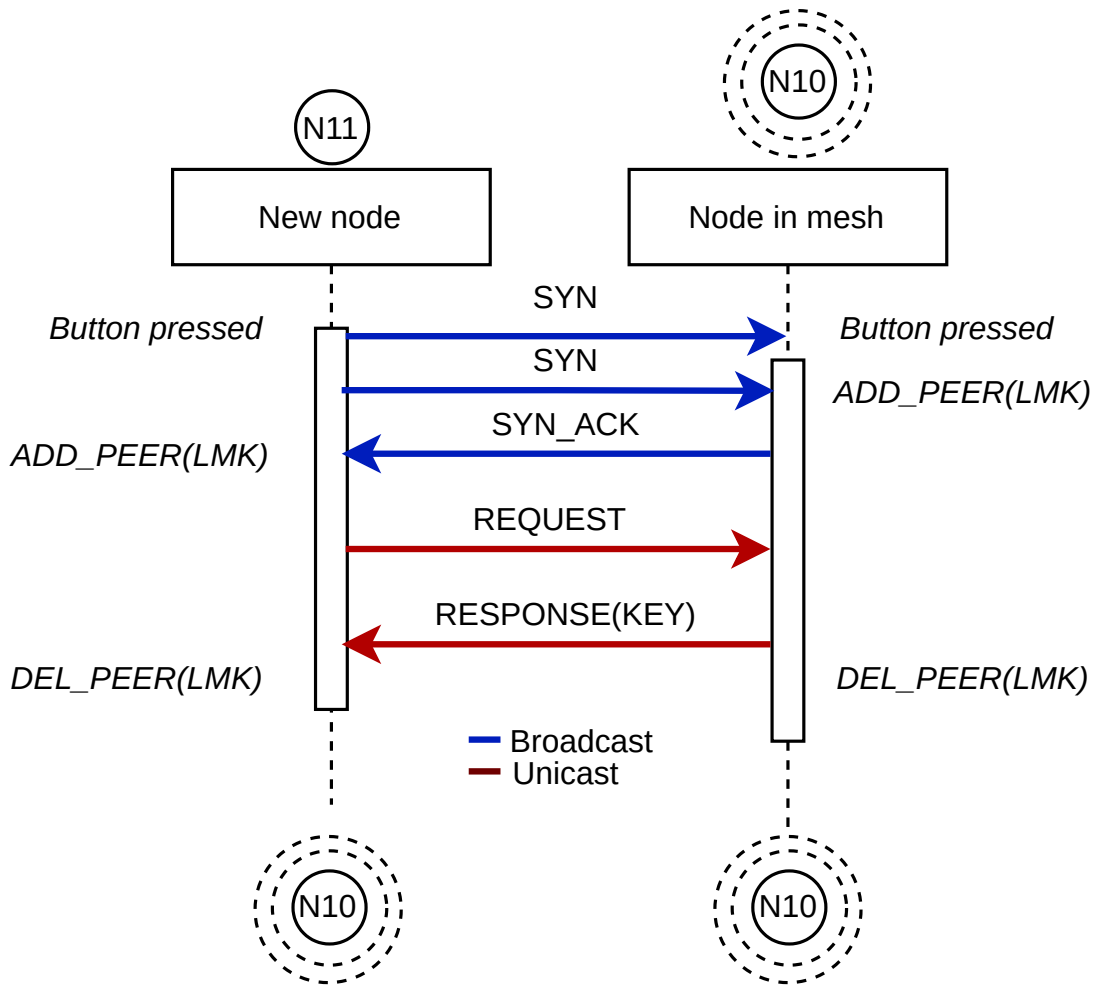 N10
N11
New node
Node in mesh
SYN
Button pressed
Button pressed
SYN
ADD_PEER(LMK)
SYN_ACK
ADD_PEER(LMK)
REQUEST
RESPONSE(KEY)
DEL_PEER(LMK)
DEL_PEER(LMK)
Broadcast
Unicast
N10
N10